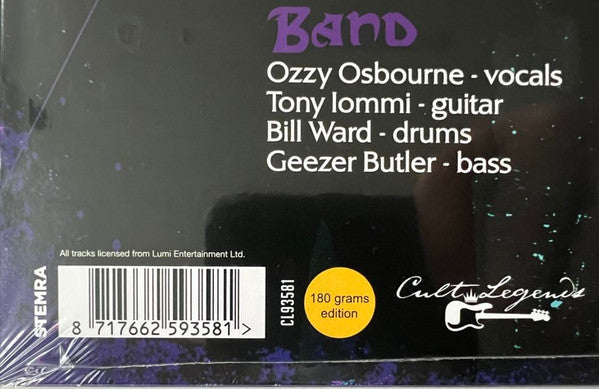 BAND
Ozzy Osbourne - vocals
Tony Iommi - guitar
Bill Ward - drums
Geezer Butler - bass
All tracks licensed from Lumi Entertainment Ltd.
STEMRA
8 717662 593581 >
CL93581
180 grams
edition
Cult Legends